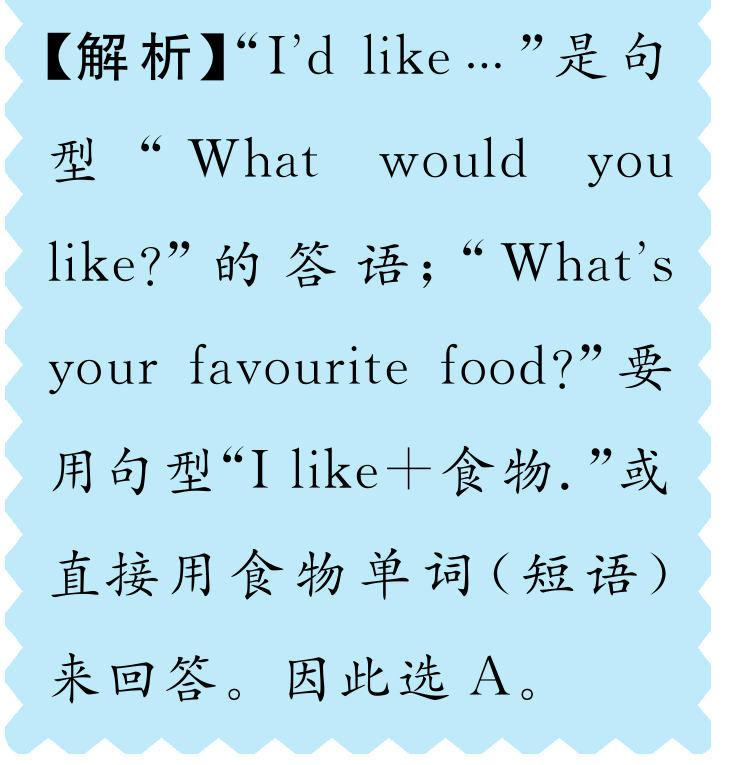 【解析】“I’d like…”是句
型“What would you
like?”的答语；“What’s
your favourite food?”要
用句型“I like＋食物.”或
直接用食物单词(短语)
来回答。因此选 A。